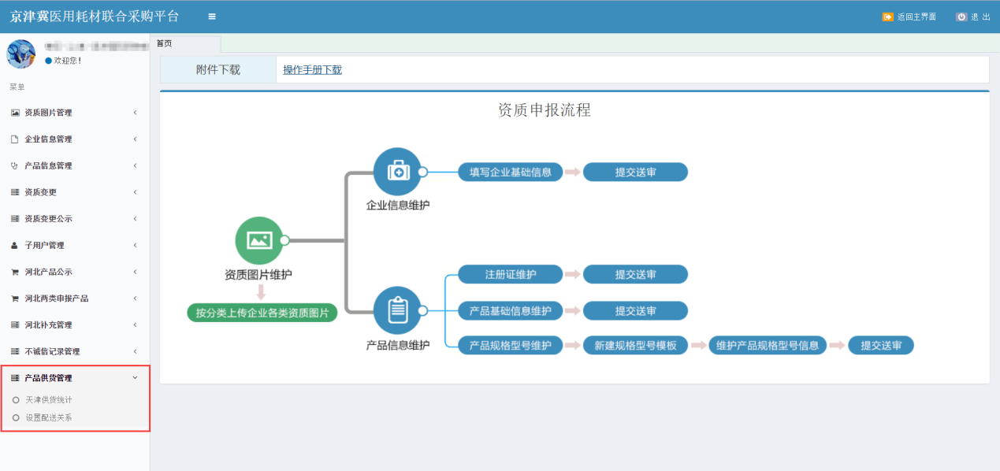 京津冀医用耗材联合采购平台
返回主界面
退 出
欢迎您!
首页
菜单
附件下载
操作手册下载
资质图片管理
企业信息管理
产品信息管理
资质变更
资质变更公示
子用户管理
河北产品公示
河北两类申报产品
河北补充管理
不诚信记录管理
产品供货管理
天津供货统计
设置配送关系
资质申报流程
填写企业基础信息
提交送审
企业信息维护
资质图片维护
按分类上传企业各类资质图片
注册证维护
提交送审
产品基础信息维护
提交送审
产品信息维护
产品规格型号维护
新建规格型号模板
维护产品规格型号信息
提交送审